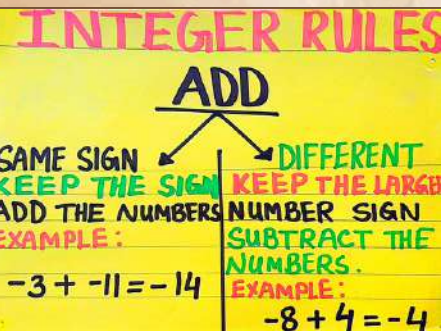 INTEGER RULES
ADD
SAME SIGN
KEEP THE SIGN
ADD THE NUMBERS
EXAMPLE:
-3 + -11 = -14
DIFFERENT
KEEP THE LARGER
NUMBER SIGN
SUBTRACT THE
NUMBERS.
EXAMPLE:
-8 + 4 = -4